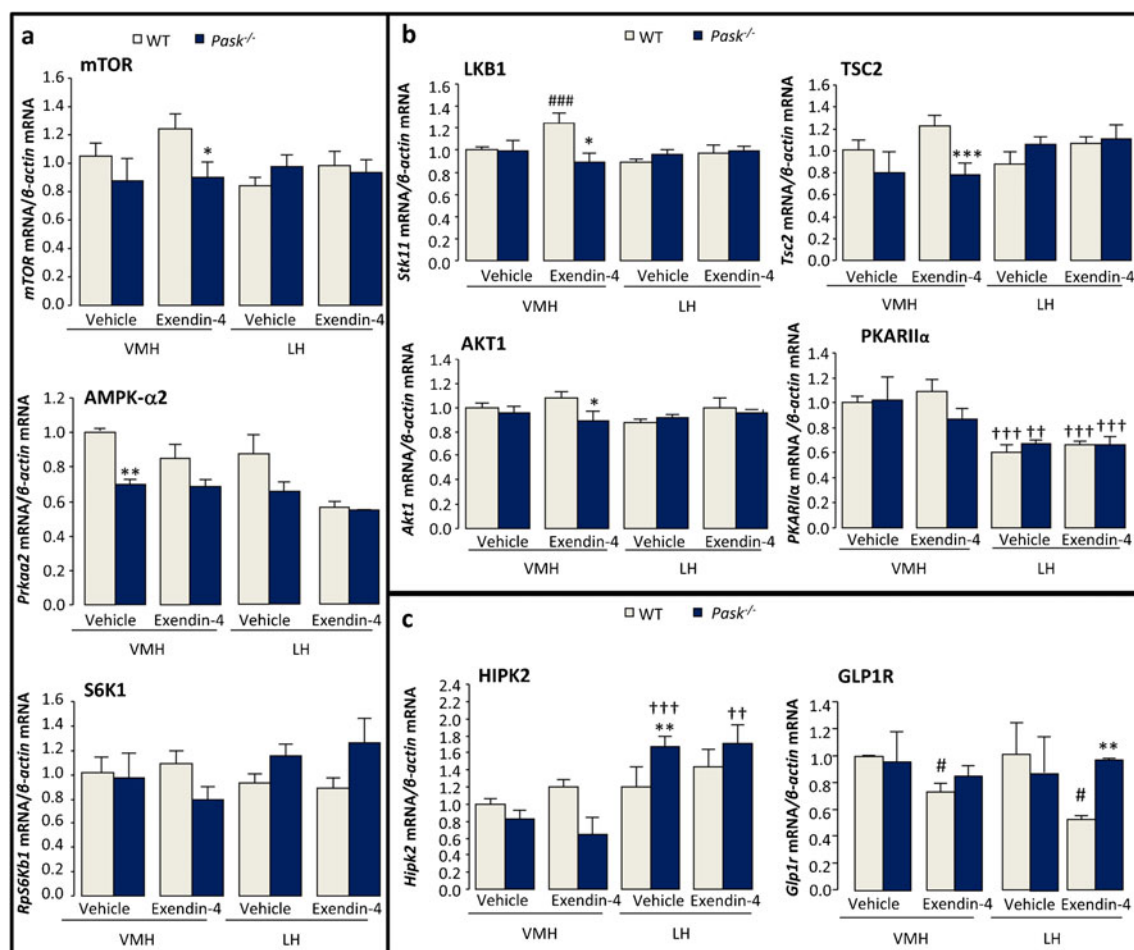 a
WT Pask-/-
mTOR
mTOR mRNA/β-actin mRNA
1.6
1.4
1.2
1.0
0.8
0.6
0.4
0.2
0.0
*
Vehicle Exendin-4 Vehicle Exendin-4
VMH LH
AMPK-α2
Prkaa2 mRNA/β-actin mRNA
1.2
1.0
0.8
0.6
0.4
0.2
0.0
**
Vehicle Exendin-4 Vehicle Exendin-4
VMH LH
S6K1
RpS6Kb1 mRNA/β-actin mRNA
1.6
1.4
1.2
1.0
0.8
0.6
0.4
0.2
0.0
Vehicle Exendin-4 Vehicle Exendin-4
VMH LH
b
WT Pask-/-
LKB1
Stk11 mRNA/β-actin mRNA
1.6
1.4
1.2
1.0
0.8
0.6
0.4
0.2
0.0
###
*
Vehicle Exendin-4 Vehicle Exendin-4
VMH LH
TSC2
Tsc2 mRNA/β-actin mRNA
1.6
1.4
1.2
1.0
0.8
0.6
0.4
0.2
0.0
***
Vehicle Exendin-4 Vehicle Exendin-4
VMH LH
AKT1
Akt1 mRNA/β-actin mRNA
1.4
1.2
1.0
0.8
0.6
0.4
0.2
0.0
*
Vehicle Exendin-4 Vehicle Exendin-4
VMH LH
PKARIIα
PKARIIα mRNA /β-actin mRNA
1.4
1.2
1.0
0.8
0.6
0.4
0.2
0.0
††† †† ††† †††
Vehicle Exendin-4 Vehicle Exendin-4
VMH LH
c
WT Pask-/-
HIPK2
Hipk2 mRNA/β-actin mRNA
2.4
2.2
2.0
1.8
1.6
1.4
1.2
1.0
0.8
0.6
0.4
0.2
0.0
††† ††
**
Vehicle Exendin-4 Vehicle Exendin-4
VMH LH
GLP1R
Glp1r mRNA/β-actin mRNA
1.4
1.2
1.0
0.8
0.6
0.4
0.2
0.0
# # **
Vehicle Exendin-4 Vehicle Exendin-4
VMH LH